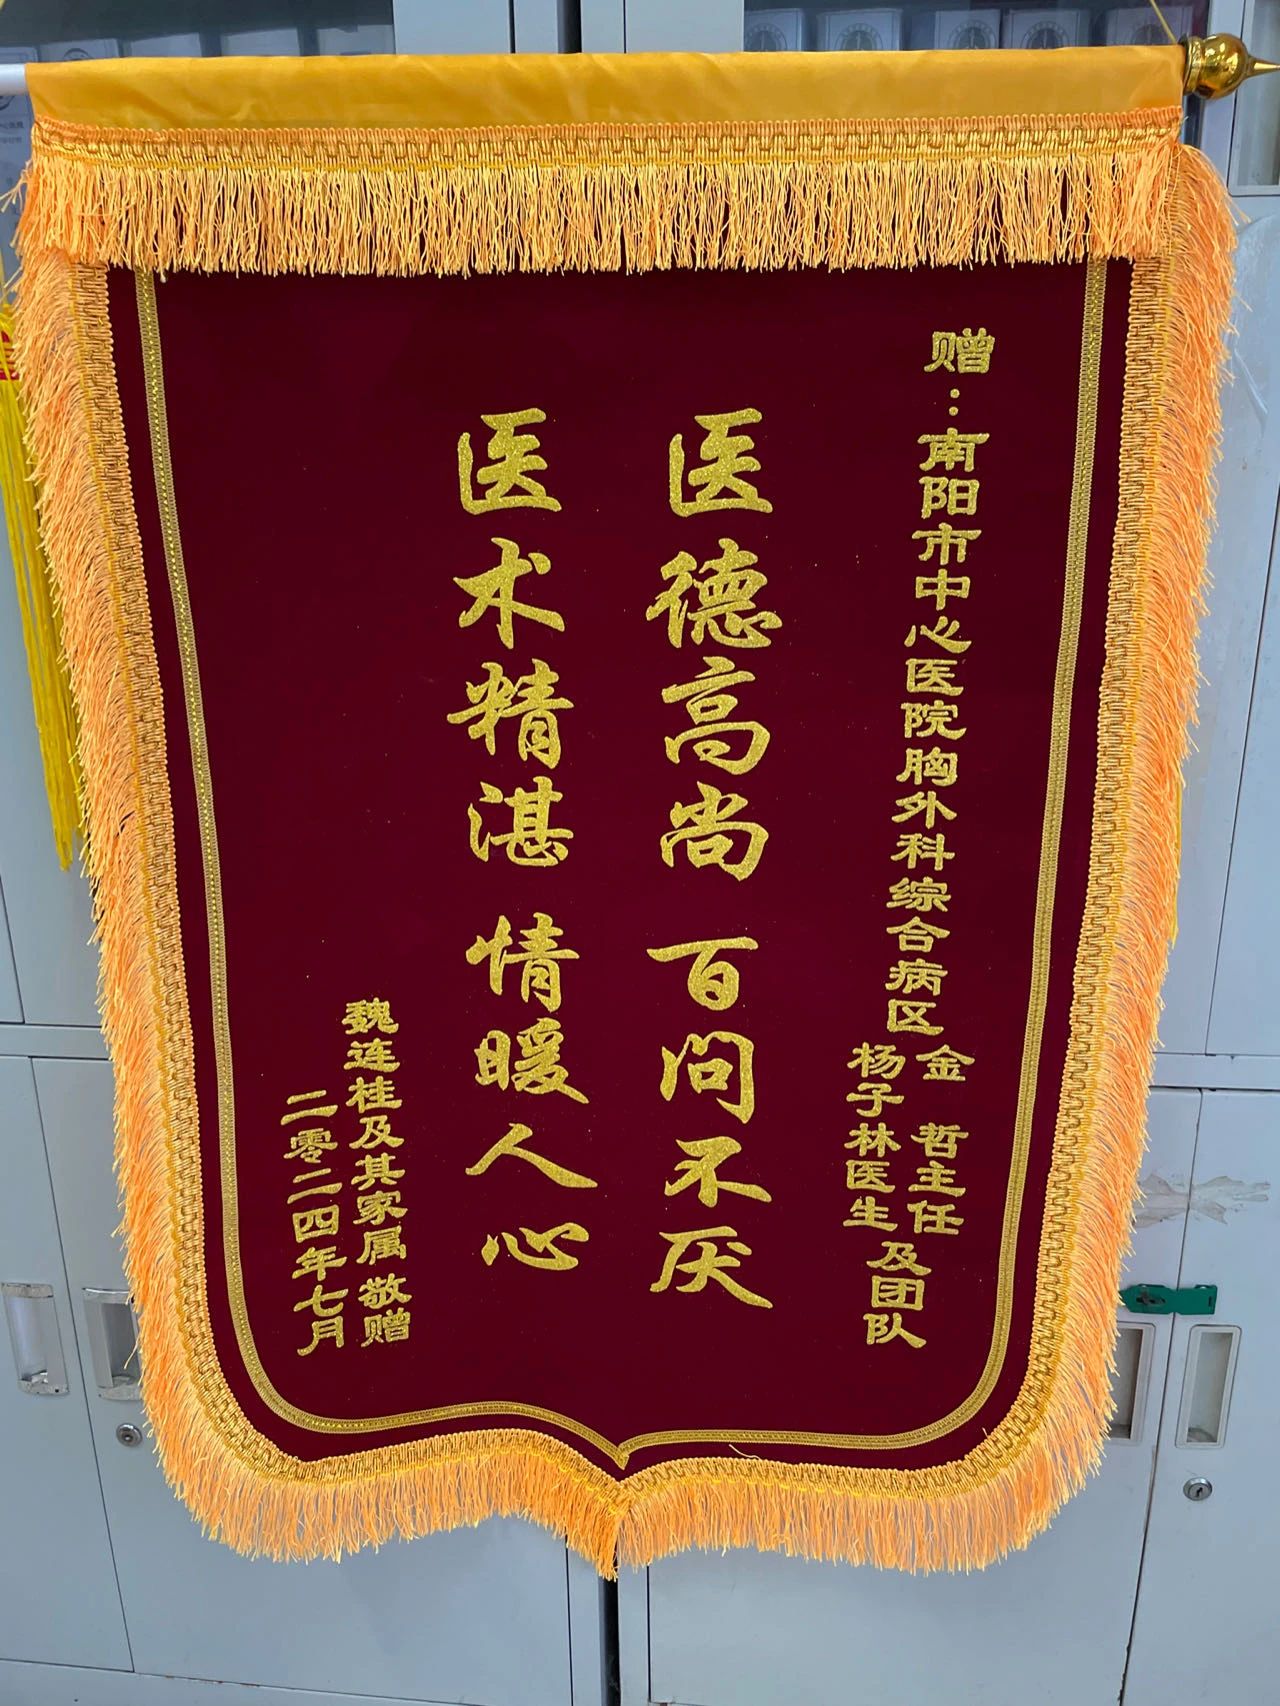 赠：南阳市中心医院胸外科综合病区
金哲主任
杨子林医生
及团队
医德高尚 百问不厌
医术精湛 情暖人心
魏连桂及其家属 敬赠
二零二四年七月